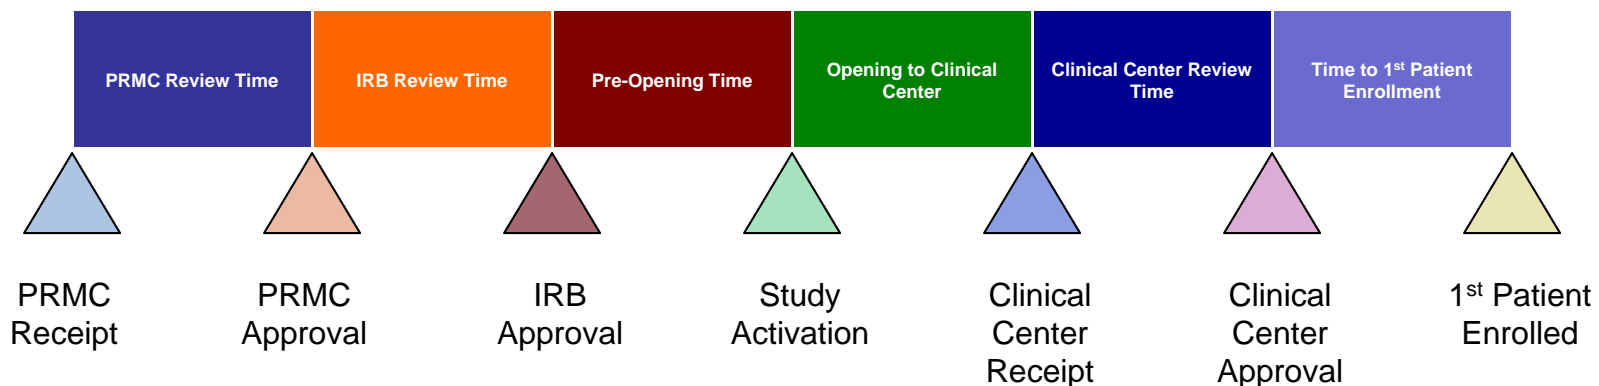 PRMC Review Time
IRB Review Time
Pre-Opening Time
Opening to Clinical
Center
Clinical Center Review
Time
Time to 1st Patient
Enrollment
PRMC
Receipt
PRMC
Approval
IRB
Approval
Study
Activation
Clinical
Center
Receipt
Clinical
Center
Approval
1st Patient
Enrolled